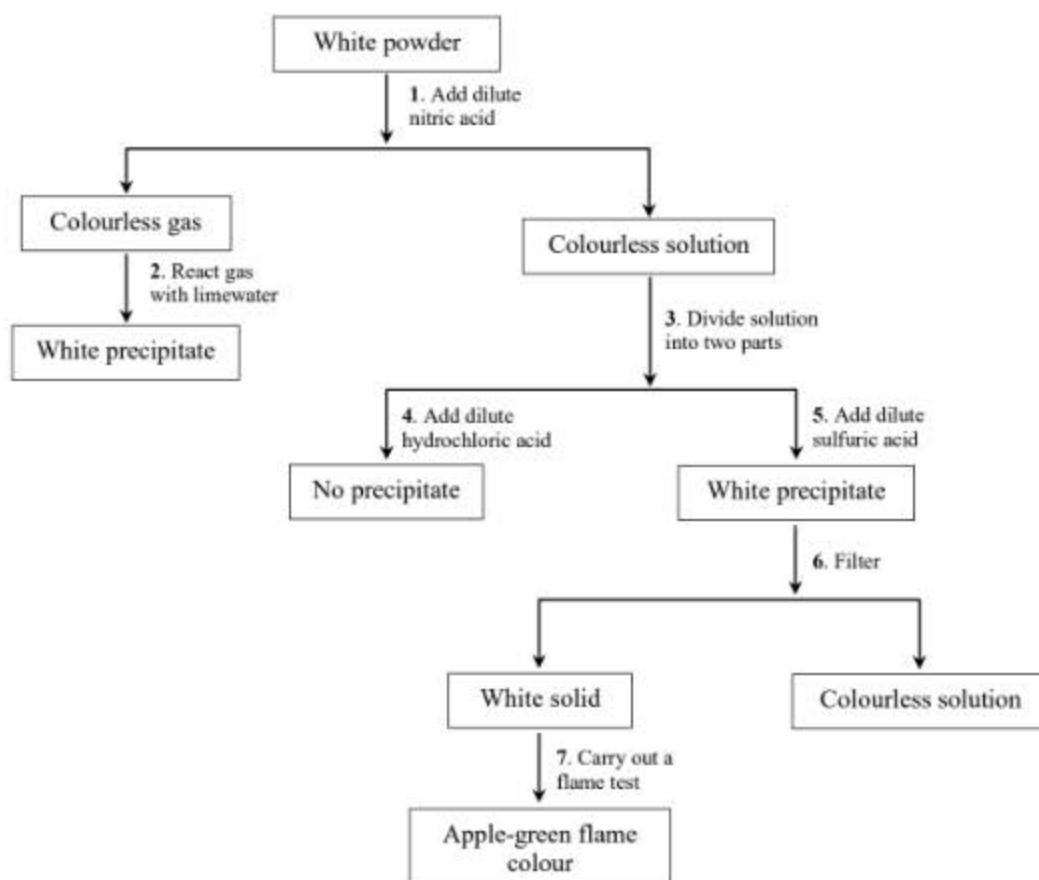 White powder
1. Add dilute
nitric acid
Colourless gas
Colourless solution
2. React gas
with limewater
White precipitate
3. Divide solution
into two parts
4. Add dilute
hydrochloric acid
5. Add dilute
sulfuric acid
No precipitate
White precipitate
6. Filter
White solid
Colourless solution
7. Carry out a
flame test
Apple-green flame
colour